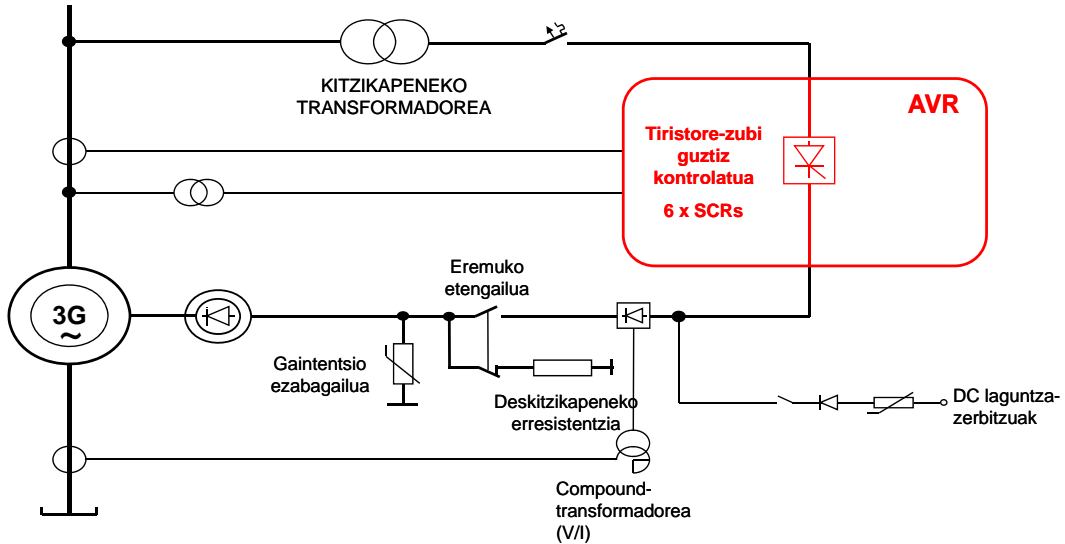 KITZIKAPENEKO
TRANSFORMADOREA
AVR
Tiristore-zubi
guztiz
kontrolatua
6 x SCRs
Eremuko
etengailua
3G
~
Gaintentsio
ezabagailua
Deskitzikapeneko
erresistentzia
DC laguntza-
zerbitzuak
Compound-
transformadorea
(V/I)